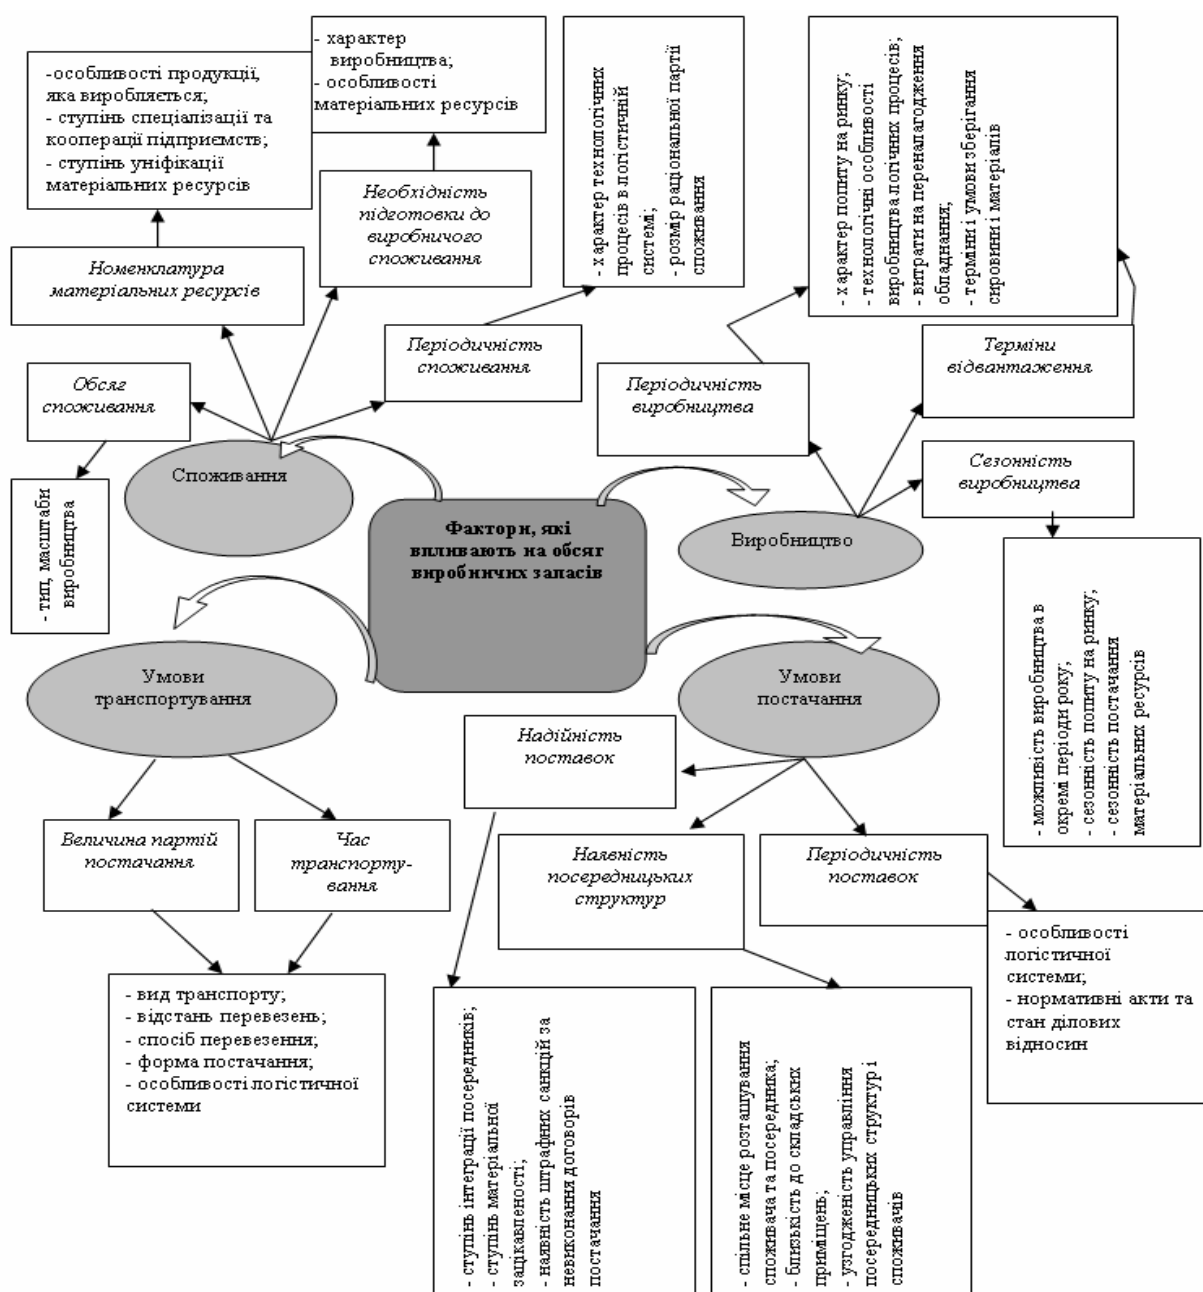 -особливості продукції,
яка виробляється;
- ступінь спеціалізації та
кооперації підприємств;
- ступінь уніфікації
матеріальних ресурсів
- характер
виробництва;
- особливості
матеріальних ресурсів
- характер технологічних
процесів в логістичній
системі;
- розмір раціональної партії
споживання
- характер попиту на ринку;
- технологічні особливості
виробництва логічних процесів;
- витрати на переналагодження
обладнання;
- терміни і умови зберігання
сировини і матеріалів
Номенклатура
матеріальних ресурсів
Необхідність
підготовки до
виробничого
споживання
Періодичність
споживання
Обсяг
споживання
Періодичність
виробництва
Терміни
відвантаження
Сезонність
виробництва
- тип, масштаби
виробництва
Споживання
Фактори, які
впливають на обсяг
виробничих запасів
Виробництво
- можливість виробництва в
окремі періоди року;
- сезонність попиту на ринку;
- сезонність постачання
матеріальних ресурсів
Умови
транспортування
Умови
постачання
Надійність
поставок
Величина партій
постачання
Час
транспорту-
вання
Наявність
посередницьких
структур
Періодичність
поставок
- вид транспорту;
- відстань перевезень;
- спосіб перевезення;
- форма постачання;
- особливості логістичної
системи
- ступінь інтеграції посередників;
- ступінь матеріальної
зацікавленості;
- наявність штрафних санкцій за
невиконання договорів
постачання
- спільне місце розташування
споживача та посередника;
- близькість до складських
приміщень;
- узгодженість управління
посередницьких структур і
споживачів
- особливості
логістичної
системи;
- нормативні акти та
стан ділових
відносин